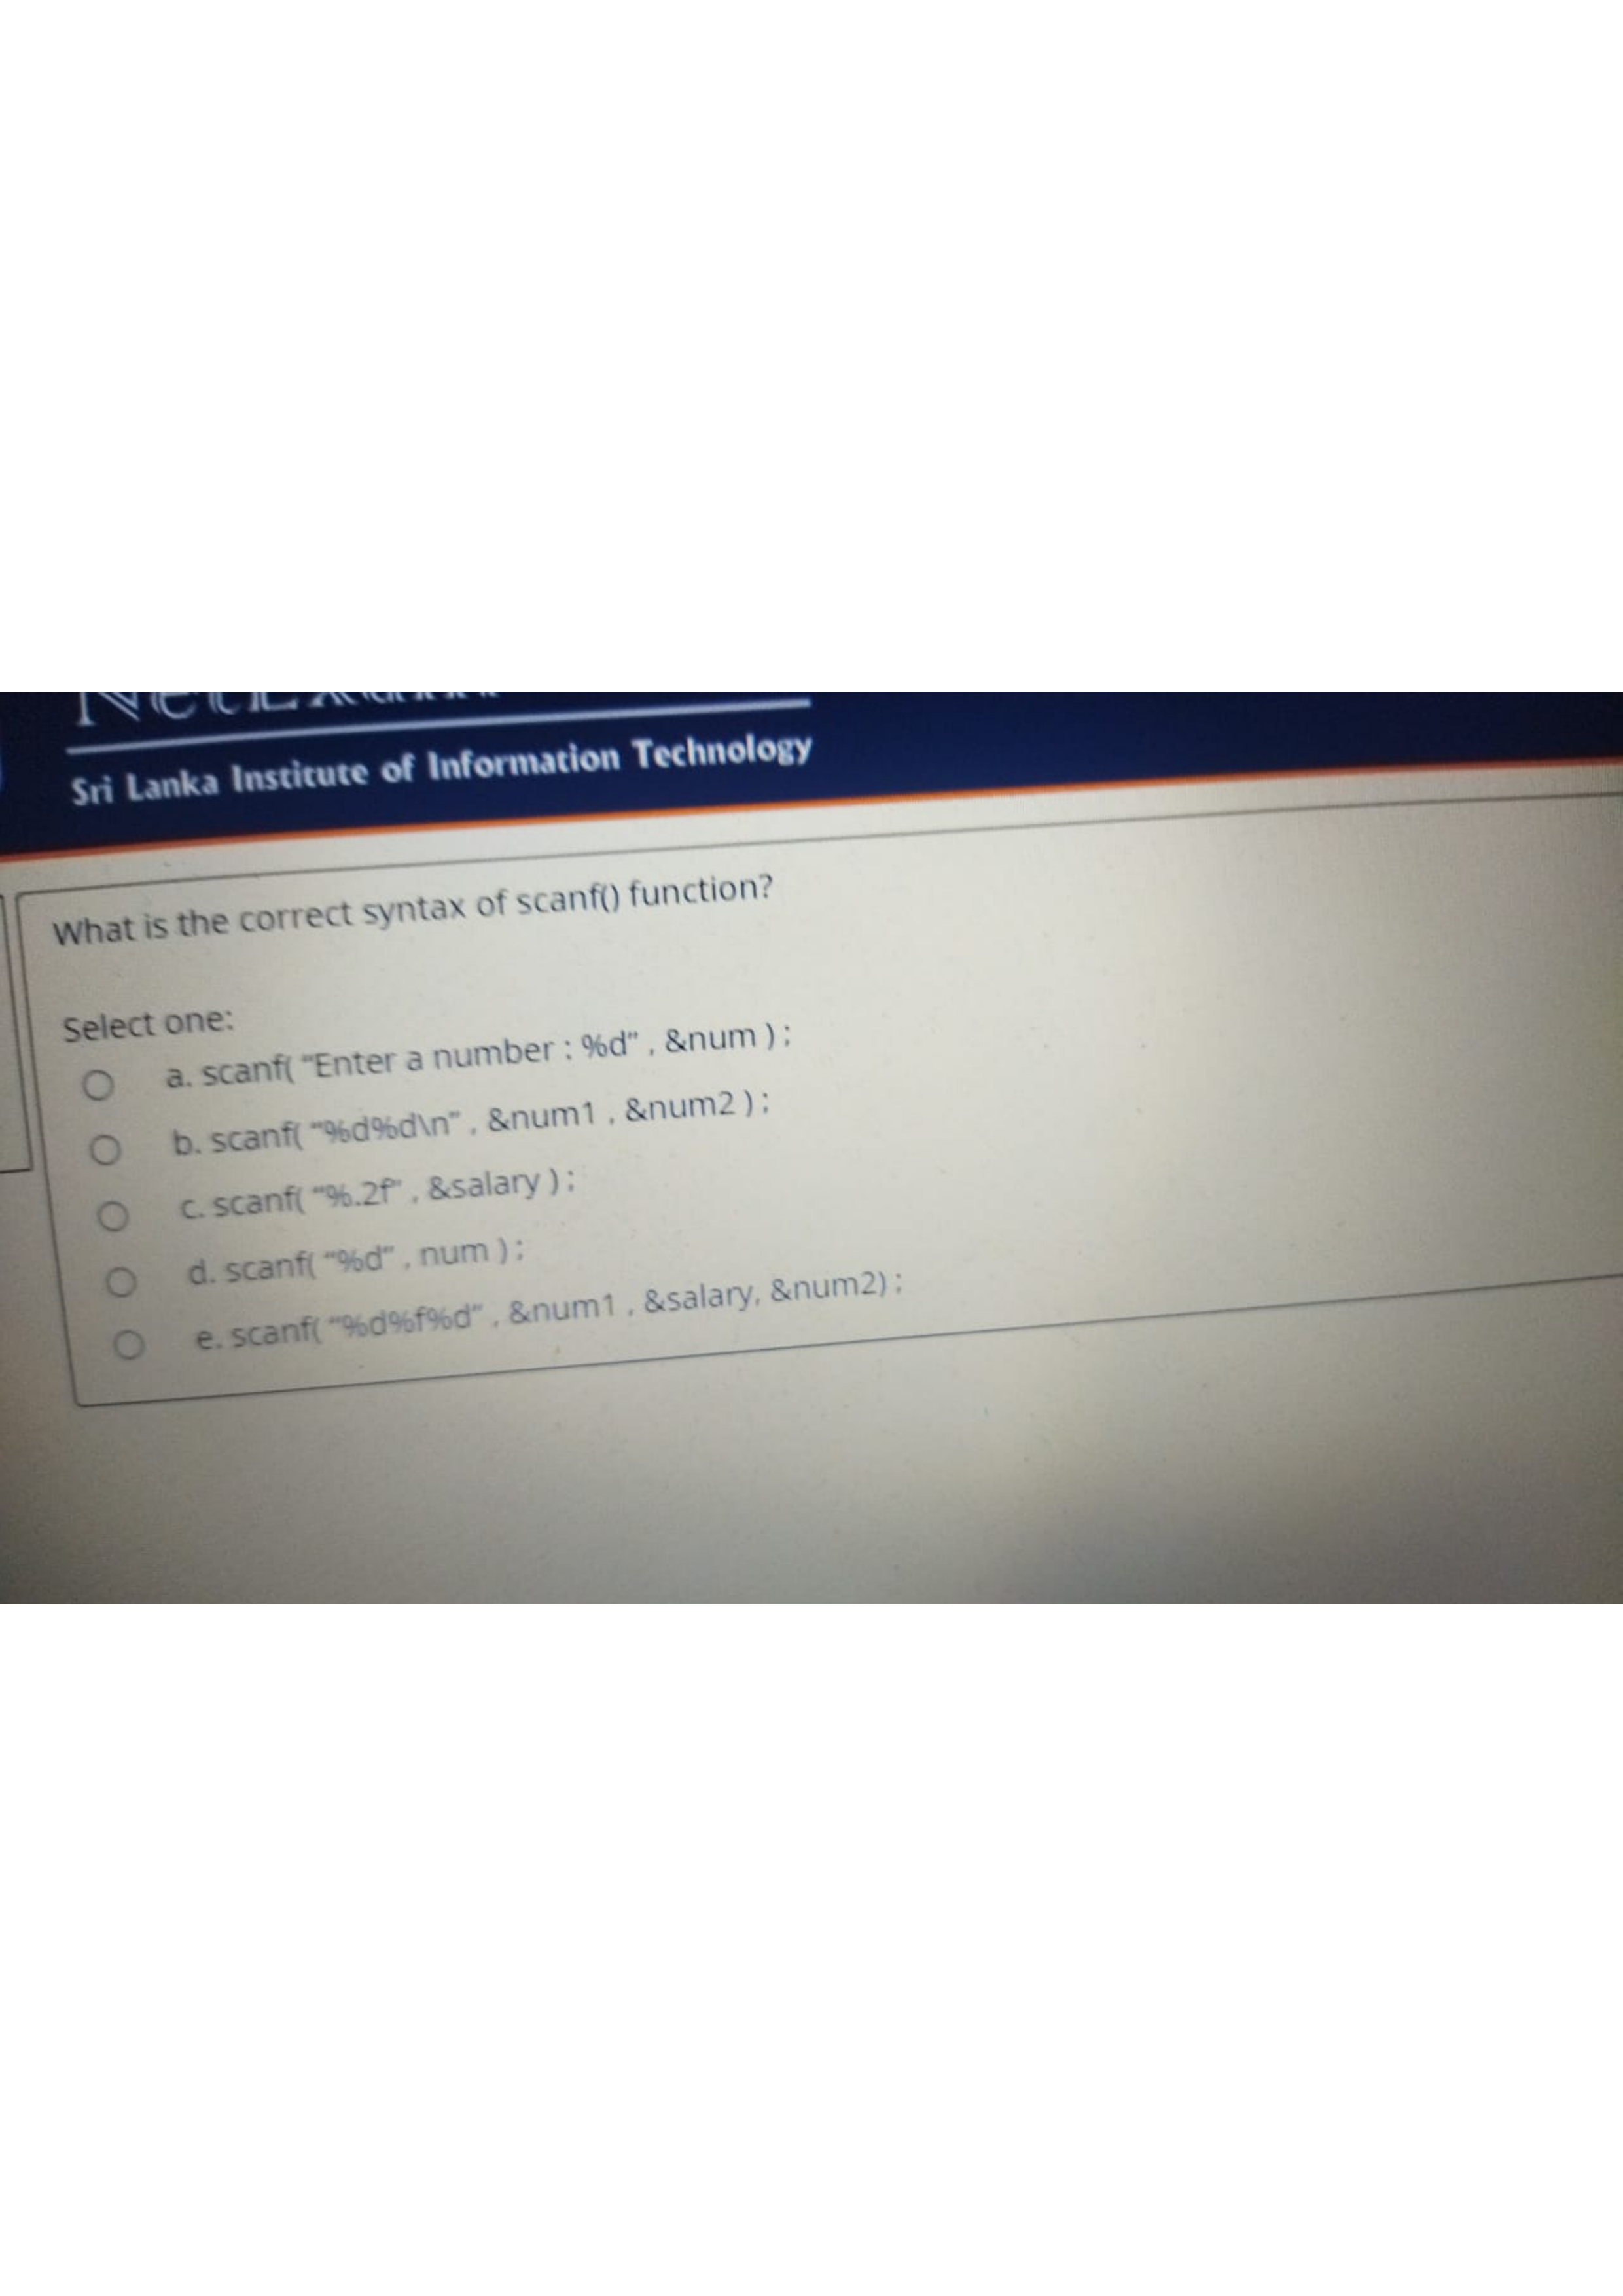 Sri Lanka Institute of Information Technology
What is the correct syntax of scanf() function?
Select one:
a. scanf( “Enter a number : %d” , &num ) ;
b. scanf( “%d%d\n” , &num1 , &num2 ) ;
c. scanf( “%.2f” , &salary ) ;
d. scanf( “%d” , num ) ;
e. scanf( “%d%f%d” , &num1 , &salary, &num2) ;